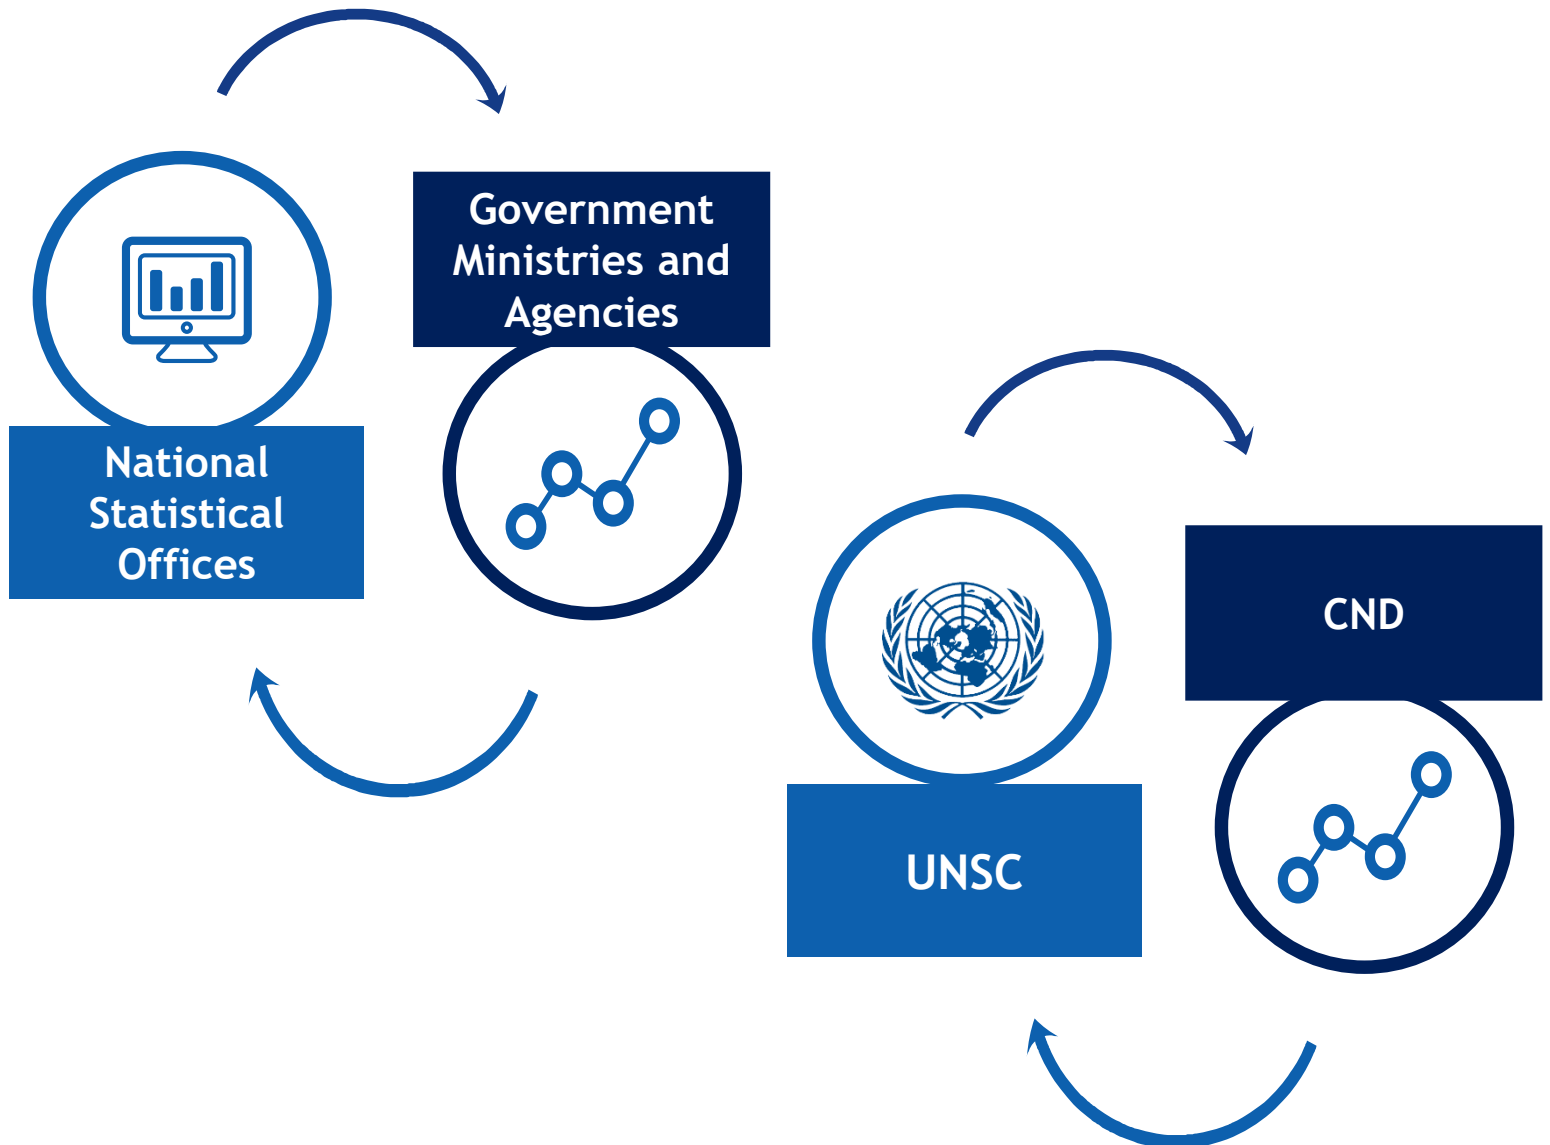 Government
Ministries and
Agencies
National
Statistical
Offices
CND
UNSC